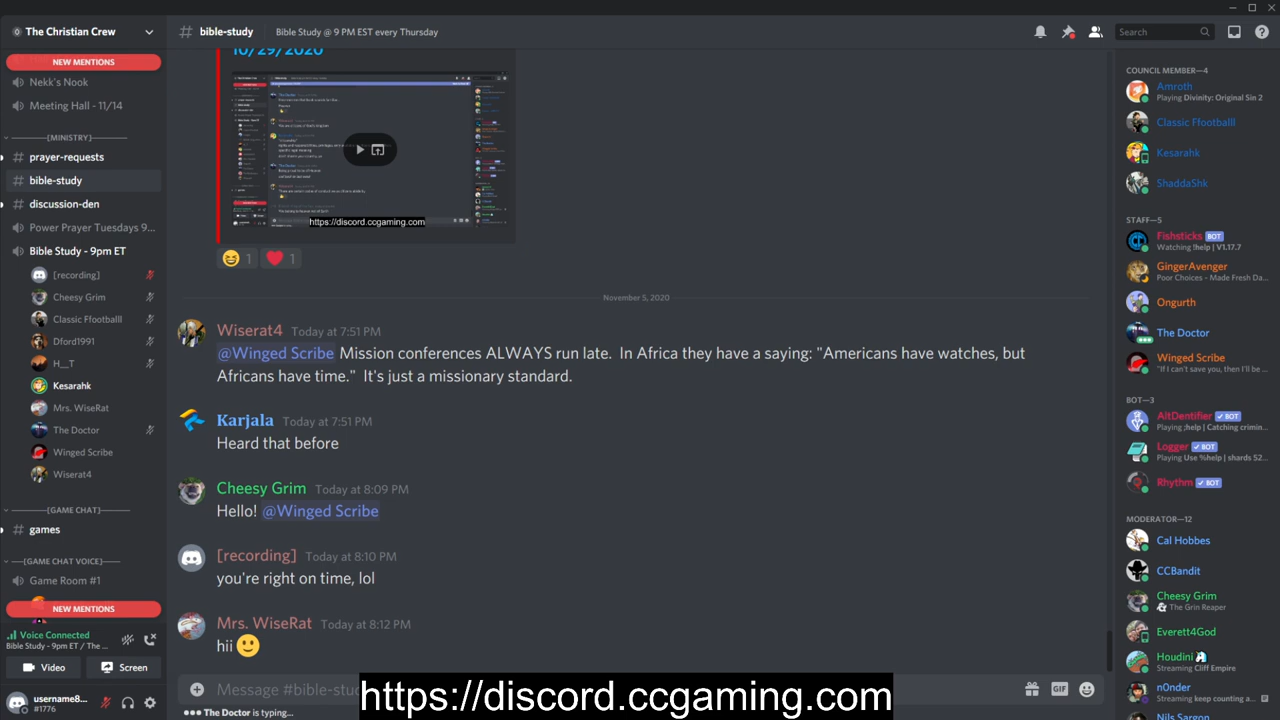 The Christian Crew
NEW MENTIONS
Nekk's Nook
Meeting Hall - 11/14
[MINISTRY]
prayer-requests
bible-study
discussion-den
Power Prayer Tuesdays 9...
Bible Study - 9pm ET
[recording]
Cheesy Grim
Classic Ffootballl
Dford1991
H__T
Kesarahk
Mrs. WiseRat
The Doctor
Winged Scribe
Wiserat4
[GAME CHAT]
games
[GAME CHAT VOICE]
Game Room #1
NEW MENTIONS
Voice Connected
Bible Study - 9pm ET / The ...
Video
Screen
username8...
#1776
# bible-study
Bible Study @ 9 PM EST every Thursday
Search
10/29/2020
https://discord.ccgaming.com
1
1
November 5, 2020
Wiserat4 Today at 7:51 PM
@Winged Scribe Mission conferences ALWAYS run late. In Africa they have a saying: "Americans have watches, but
Africans have time." It's just a missionary standard.
Karjala Today at 7:51 PM
Heard that before
Cheesy Grim Today at 8:09 PM
Hello! @Winged Scribe
[recording] Today at 8:10 PM
you're right on time, lol
Mrs. WiseRat Today at 8:12 PM
hii
Message #bible-stu
GIF
https://discord.ccgaming.com
The Doctor is typing...
COUNCIL MEMBER—4
Amroth
Playing Divinity: Original Sin 2
Classic Ffootballl
Kesarahk
ShaddaShk
STAFF—5
Fishsticks BOT
Watching !help | V1.17.7
GingerAvenger
Poor Choices - Made Fresh Da...
Ongurth
The Doctor
Winged Scribe
"If I can't save you, then I'll be ...
BOT—3
AltDentifier BOT
Playing ;help | Catching crimin...
Logger BOT
Playing Use %help | shards S2...
Rhythm BOT
MODERATOR—12
Cal Hobbes
CCBandit
Cheesy Grim
The Grin Reaper
Everett4God
Houdini
Streaming Cliff Empire
n0nder
Streaming keep counting a...
Nils Sargon